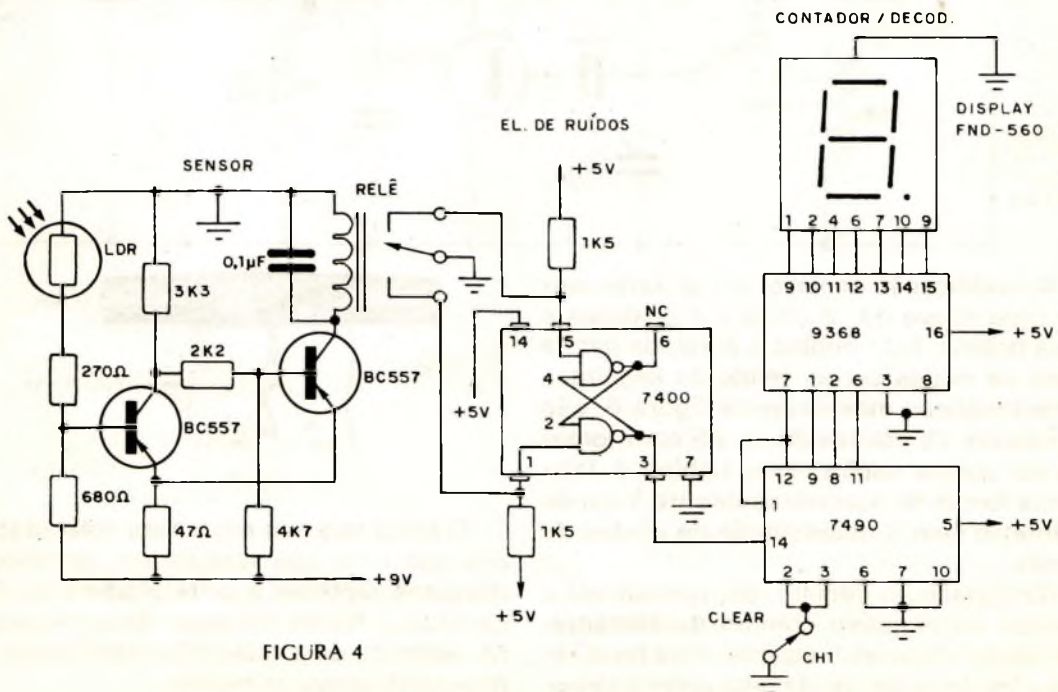 CONTADOR / DECOD.
DISPLAY
FND-560
EL. DE RUÍDOS
+5V
SENSOR
RELÊ
LDR
0,1µF
3K3
1K5
1 2 4 6 7 10 9
9 10 11 12 13 14 15
9368
16
+5V
7 1 2 6 3 8
NC
14
5
6
2K2
270Ω
BC557
BC557
4
7400
2
+5V
1
3
7
680Ω
47Ω
4K7
1K5
12 9 8 11
1
7490
5
+5V
14
2 3 6 7 10
+9V
+5V
CLEAR
CH1
FIGURA 4